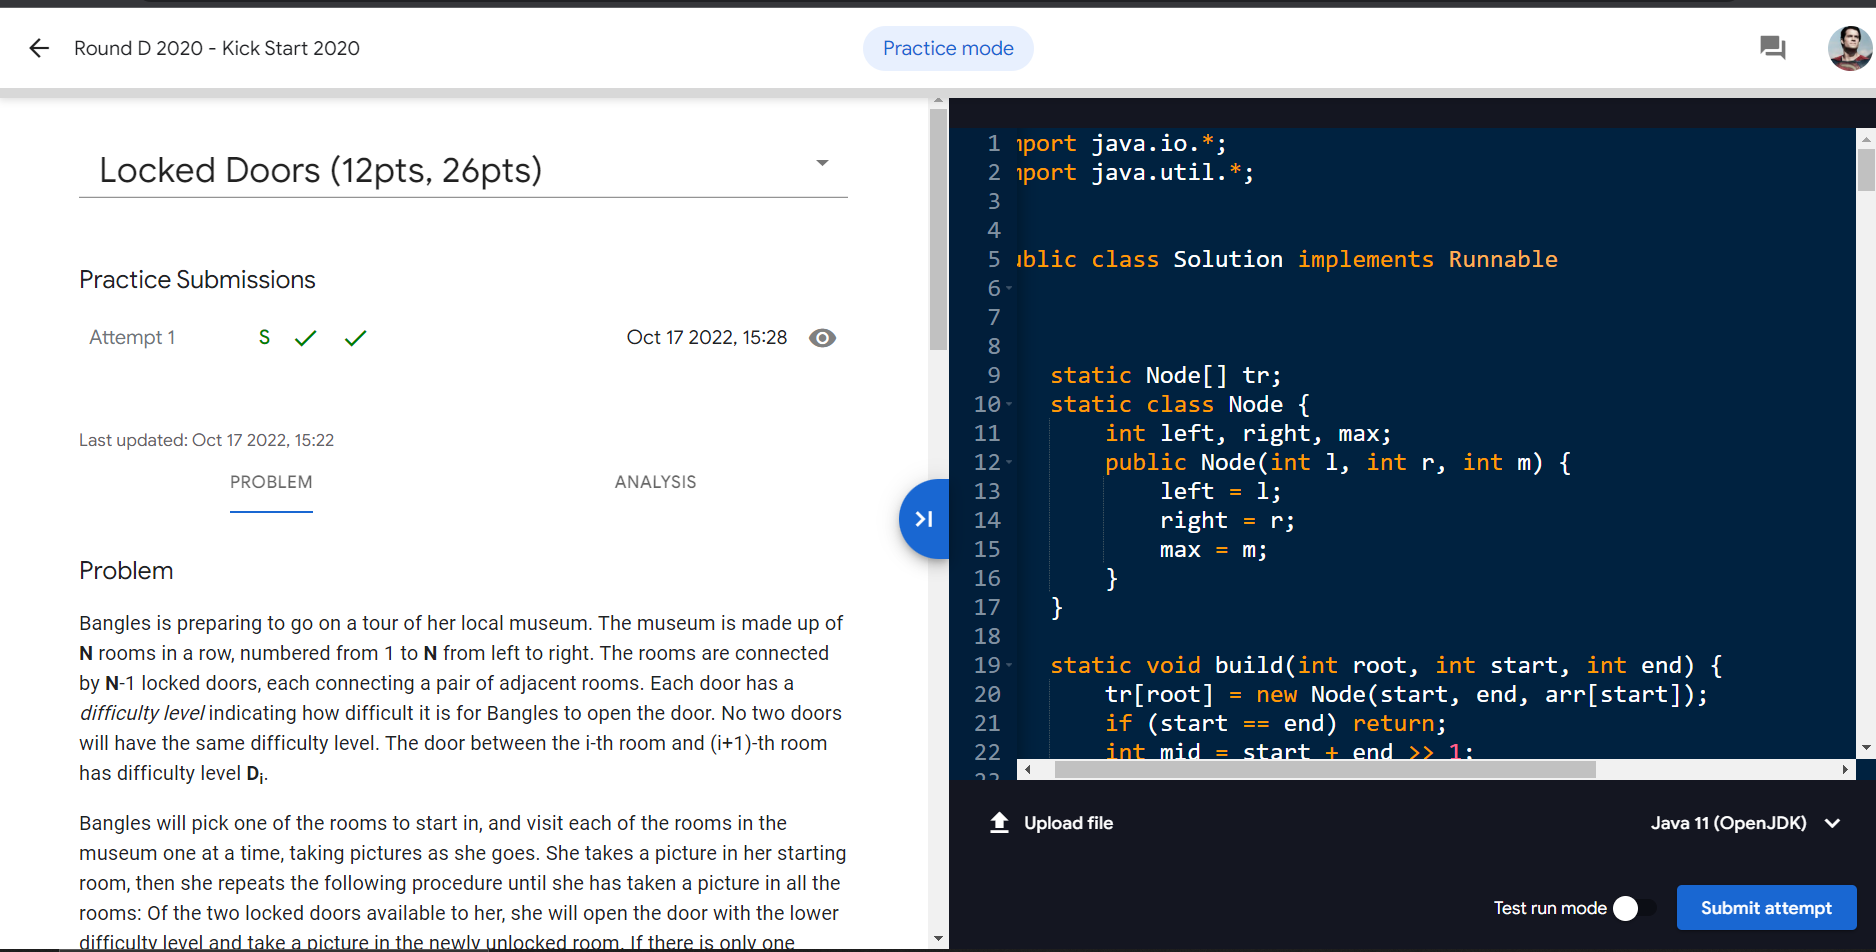 Round D 2020 - Kick Start 2020
Practice mode
Locked Doors (12pts, 26pts)
Practice Submissions
Attempt 1 S Oct 17 2022, 15:28
Last updated: Oct 17 2022, 15:22
PROBLEM ANALYSIS
Problem
Bangles is preparing to go on a tour of her local museum. The museum is made up of
N rooms in a row, numbered from 1 to N from left to right. The rooms are connected
by N-1 locked doors, each connecting a pair of adjacent rooms. Each door has a
difficulty level indicating how difficult it is for Bangles to open the door. No two doors
will have the same difficulty level. The door between the i-th room and (i+1)-th room
has difficulty level Di.
Bangles will pick one of the rooms to start in, and visit each of the rooms in the
museum one at a time, taking pictures as she goes. She takes a picture in her starting
room, then she repeats the following procedure until she has taken a picture in all the
rooms: Of the two locked doors available to her, she will open the door with the lower
difficulty level and take a picture in the newly unlocked room. If there is only one
1 mport java.io.*;
2 mport java.util.*;
3
4
5 ublic class Solution implements Runnable
6
7
8
9 static Node[] tr;
10 static class Node {
11 int left, right, max;
12 public Node(int l, int r, int m) {
13 left = l;
14 right = r;
15 max = m;
16 }
17 }
18
19 static void build(int root, int start, int end) {
20 tr[root] = new Node(start, end, arr[start]);
21 if (start == end) return;
22 int mid = start + end >> 1;
23
Upload file
Java 11 (OpenJDK)
Test run mode
Submit attempt